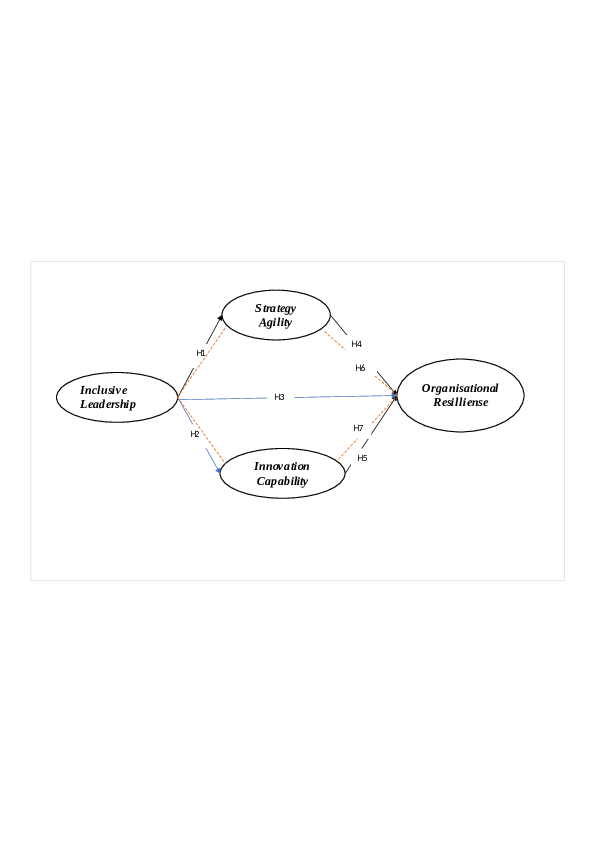 Strategy
Agility
H1
H4
H6
Inclusive
Leadership
H3
Organisational
Resilliense
H2
H7
H5
Innovation
Capability